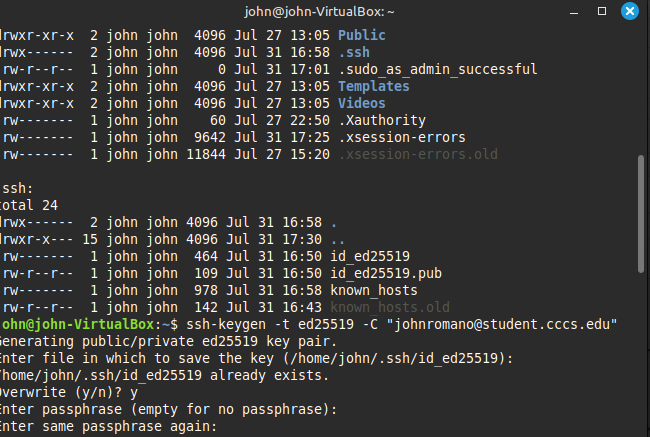 john@john-VirtualBox: ~
drwxr-xr-x  2 john john  4096 Jul 27 13:05 Public
drwx------  2 john john  4096 Jul 31 16:58 .ssh
rw-r--r--  1 john john     0 Jul 31 17:01 .sudo_as_admin_successful
drwxr-xr-x  2 john john  4096 Jul 27 13:05 Templates
drwxr-xr-x  2 john john  4096 Jul 27 13:05 Videos
rw-------  1 john john    60 Jul 27 22:50 .Xauthority
rw-------  1 john john  9642 Jul 31 17:25 .xsession-errors
rw-------  1 john john 11844 Jul 27 15:20 .xsession-errors.old
ssh:
total 24
drwx------  2 john john 4096 Jul 31 16:58 .
drwxr-x--- 15 john john 4096 Jul 31 17:30 ..
rw-------  1 john john  464 Jul 31 16:50 id_ed25519
rw-r--r--  1 john john  109 Jul 31 16:50 id_ed25519.pub
rw-------  1 john john  978 Jul 31 16:58 known_hosts
rw-r--r--  1 john john  142 Jul 31 16:43 known_hosts.old
john@john-VirtualBox:~$ ssh-keygen -t ed25519 -C "johnromano@student.cccs.edu"
Generating public/private ed25519 key pair.
Enter file in which to save the key (/home/john/.ssh/id_ed25519):
/home/john/.ssh/id_ed25519 already exists.
Overwrite (y/n)? y
Enter passphrase (empty for no passphrase):
Enter same passphrase again: